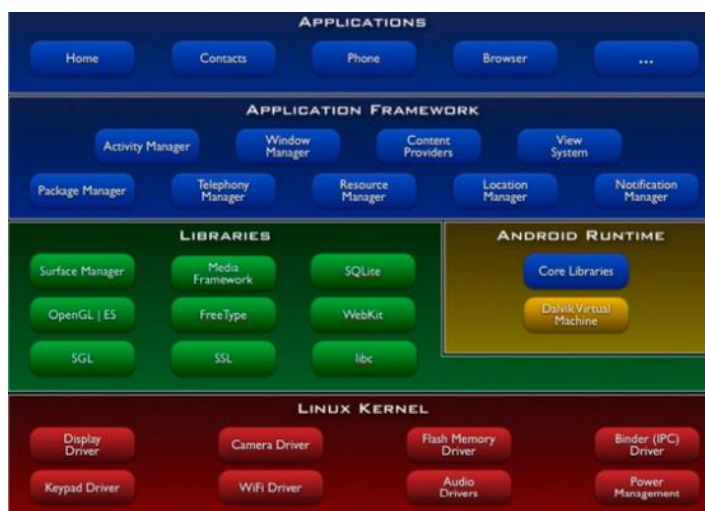 APPLICATIONS
Home
Contacts
Phone
Browser
...
APPLICATION FRAMEWORK
Activity Manager
Window
Manager
Content
Providers
View
System
Package Manager
Telephony
Manager
Resource
Manager
Location
Manager
Notification
Manager
LIBRARIES
Surface Manager
Media
Framework
SQLite
OpenGL | ES
FreeType
WebKit
SGL
SSL
libc
ANDROID RUNTIME
Core Libraries
Dalvik Virtual
Machine
LINUX KERNEL
Display
Driver
Camera Driver
Flash Memory
Driver
Binder (IPC)
Driver
Keypad Driver
WiFi Driver
Audio
Drivers
Power
Management